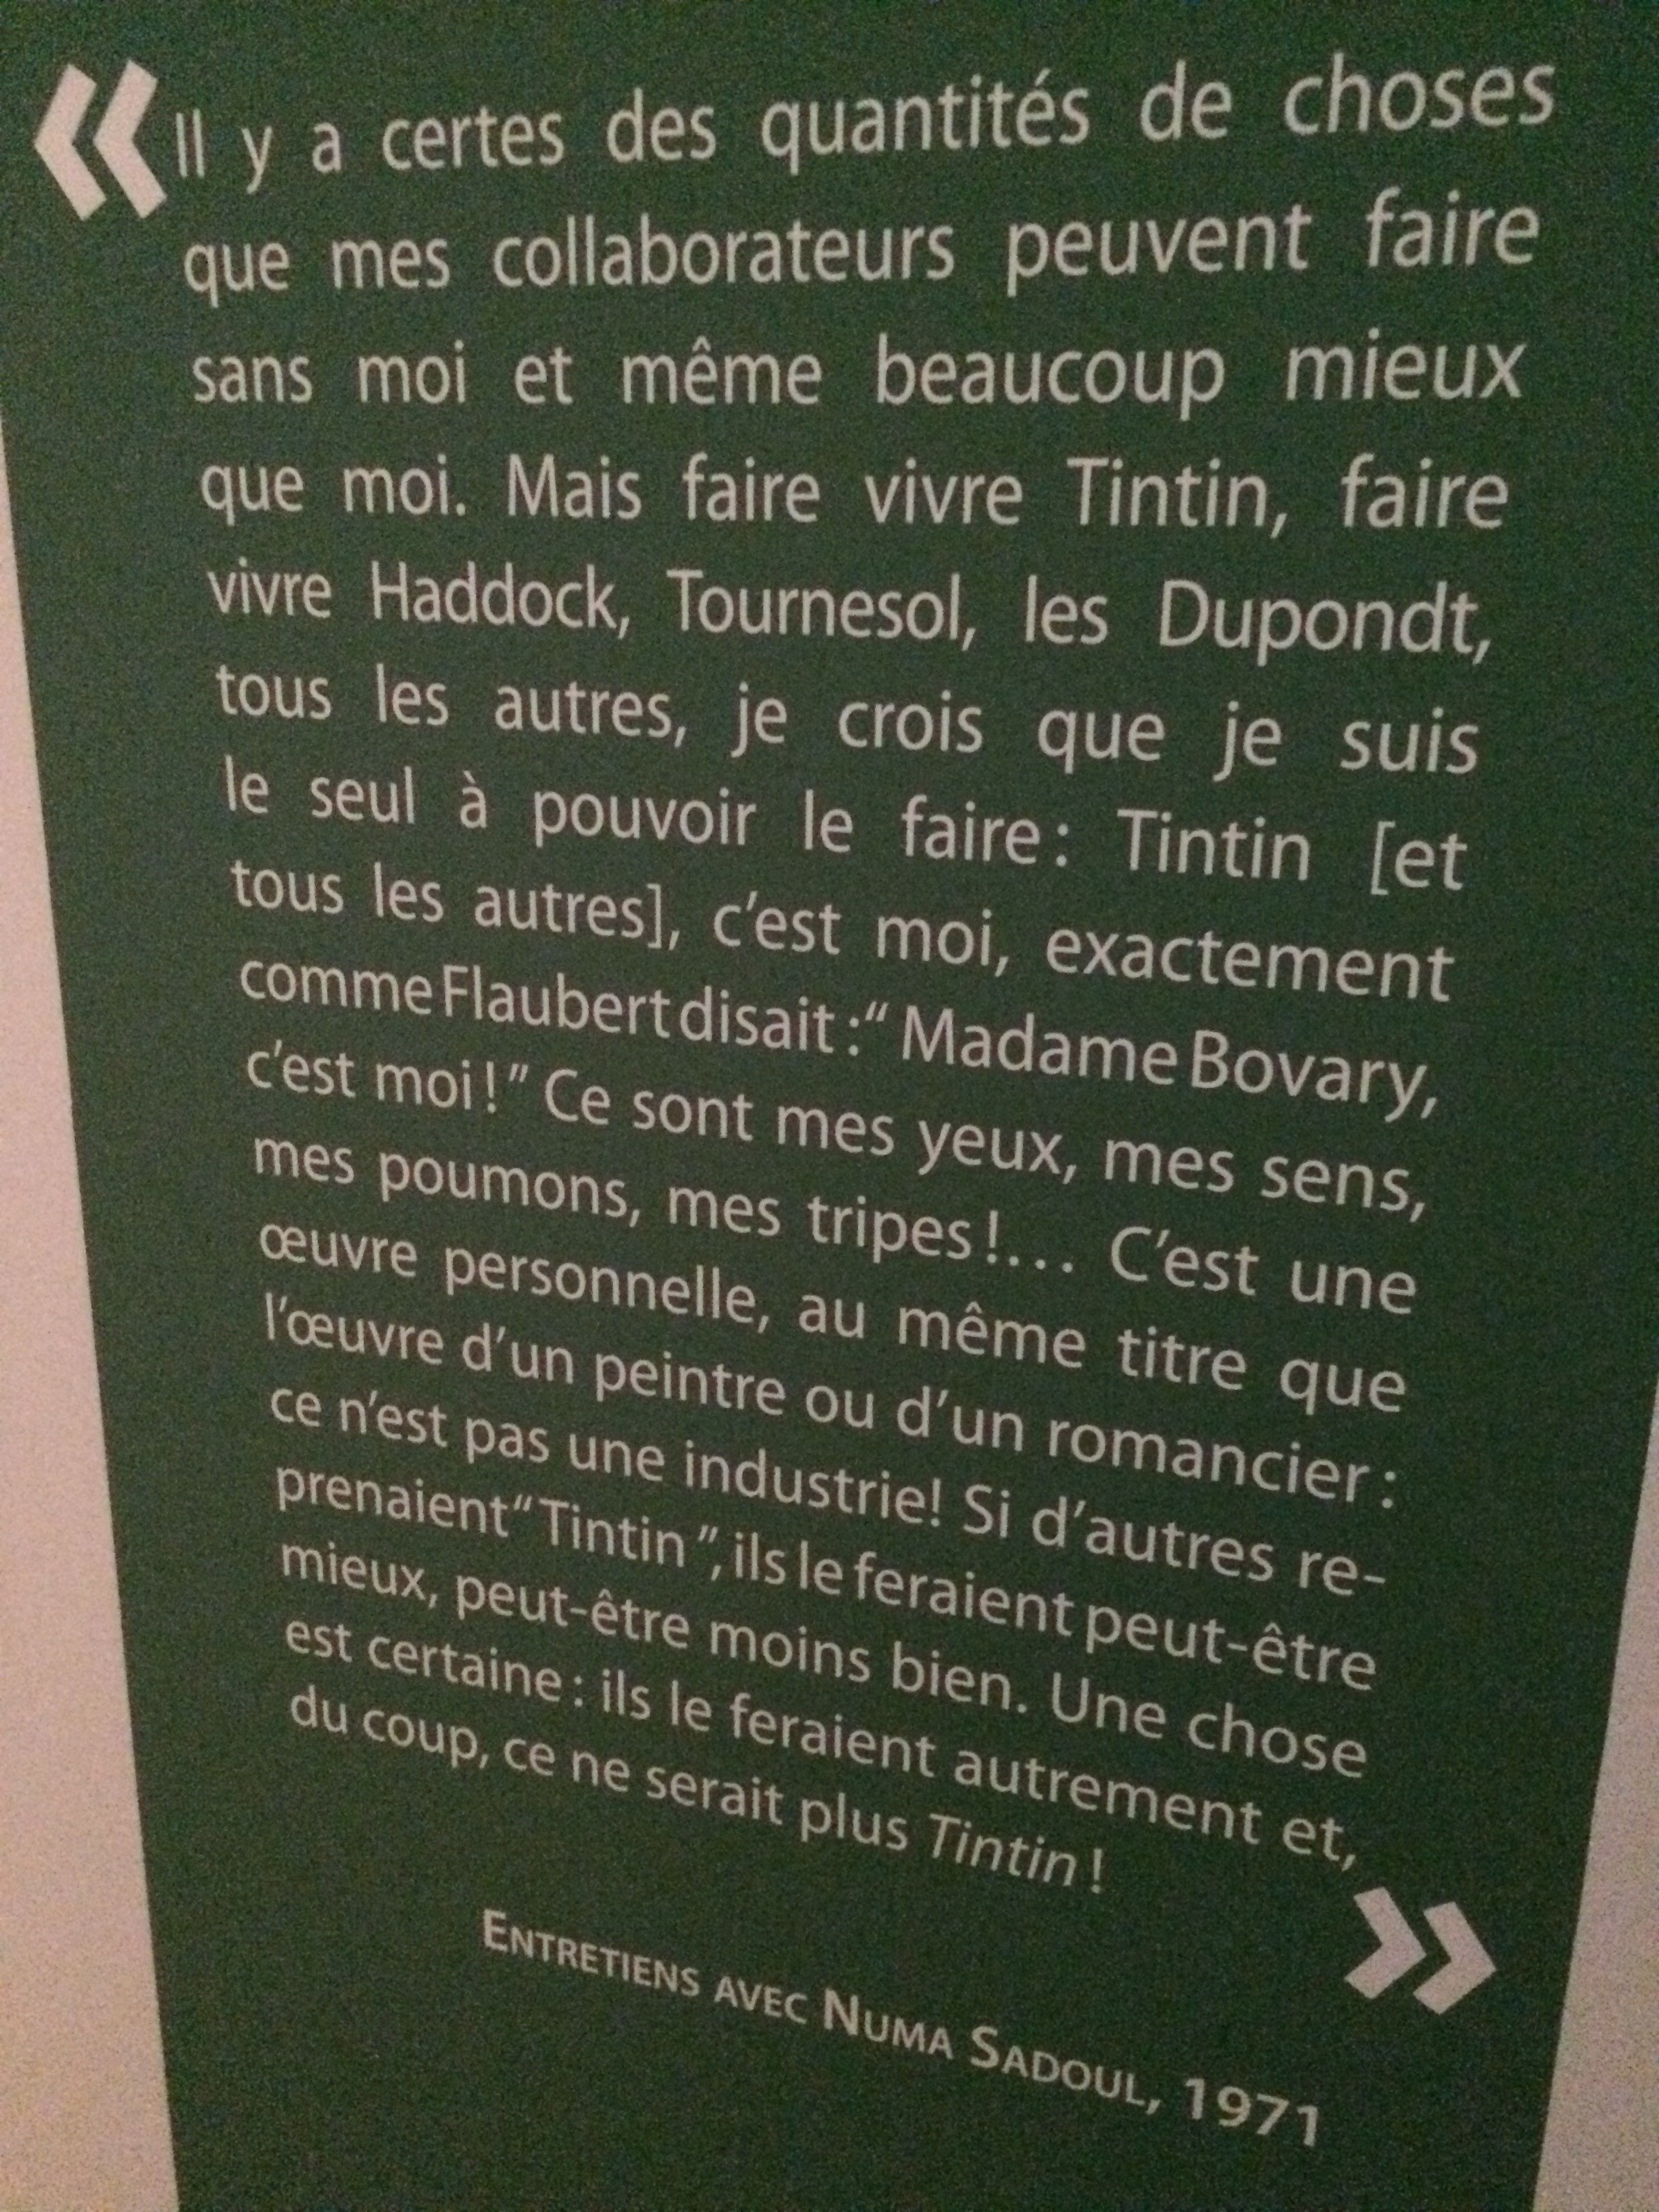 « Il y a certes des quantités de choses
que mes collaborateurs peuvent faire
sans moi et même beaucoup mieux
que moi. Mais faire vivre Tintin, faire
vivre Haddock, Tournesol, les Dupondt,
tous les autres, je crois que je suis
le seul à pouvoir le faire : Tintin [et
tous les autres], c'est moi, exactement
comme Flaubert disait : “ Madame Bovary,
c'est moi ! ” Ce sont mes yeux, mes sens,
mes poumons, mes tripes !... C'est une
œuvre personnelle, au même titre que
l'œuvre d'un peintre ou d'un romancier :
ce n'est pas une industrie! Si d'autres re-
prenaient “ Tintin ”, ils le feraient peut-être
mieux, peut-être moins bien. Une chose
est certaine : ils le feraient autrement et,
du coup, ce ne serait plus Tintin ! »
Entretiens avec Numa Sadoul, 1971